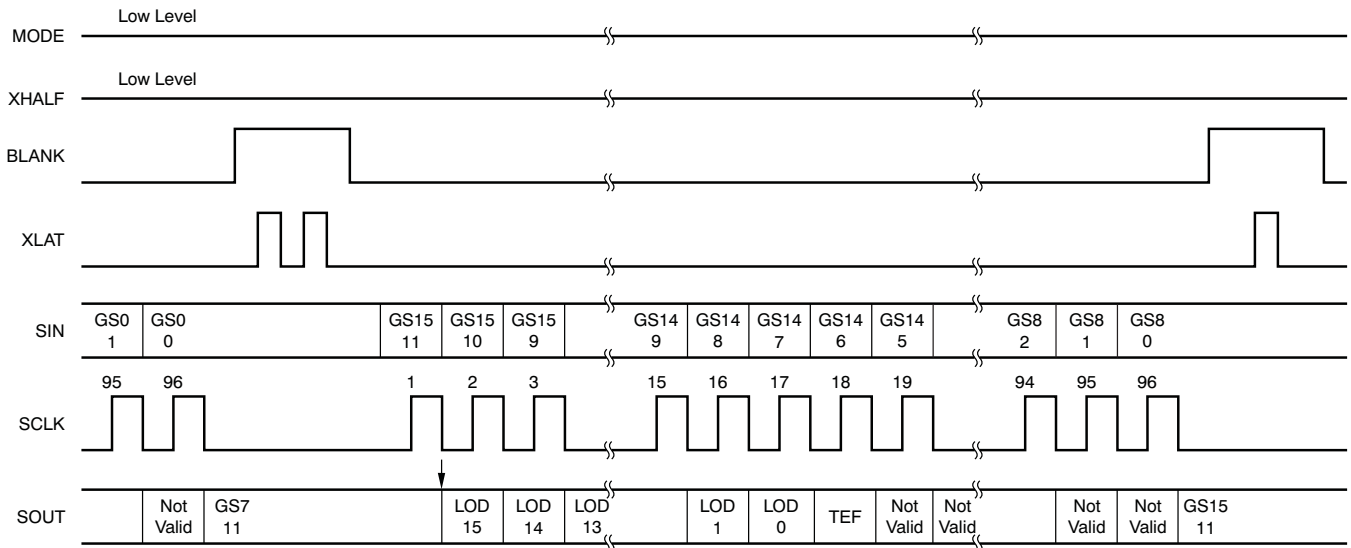 Low Level
MODE
Low Level
XHALF
BLANK
XLAT
SIN
GS0 GS0 GS15 GS15 GS15 GS14 GS14 GS14 GS14 GS14 GS8 GS8 GS8
1 0 11 10 9 9 8 7 6 5 2 1 0
95 96 1 2 3 15 16 17 18 19 94 95 96
SCLK
SOUT
Not GS7 LOD LOD LOD LOD LOD TEF Not Not Not Not GS15
Valid 11 15 14 13 1 0 Valid Valid Valid Valid 11